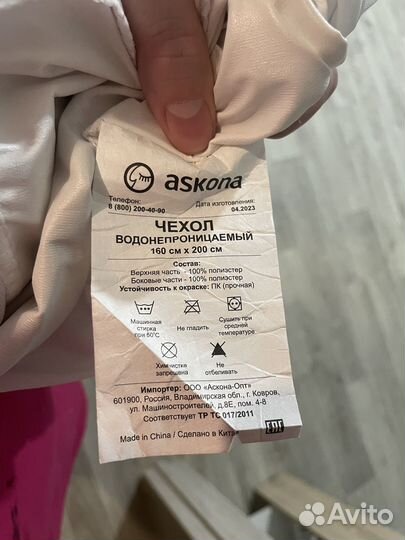 askona
Телефон:
8 (800) 200-40-90
Дата изготовления:
04.2023
ЧЕХОЛ
ВОДОНЕПРОНИЦАЕМЫЙ
160 см х 200 см
Состав:
Верхняя часть - 100% полиэстер
Боковые части - 100% полиэстер
Устойчивость к окраске: ПК (прочная)
Машинная
стирка
при 60°С
Не гладить
Сушить при
средней
температуре
Химчистка
запрещена
Не
отбеливать
Импортер: ООО «Аскона-Опт»
601900, Россия, Владимирская обл., г. Ковров,
ул. Машиностроителей, д.8Е, пом. 4-8
Соответствует ТР ТС 017/2011
Made in China / Сделано в Китае
EAC
Avito